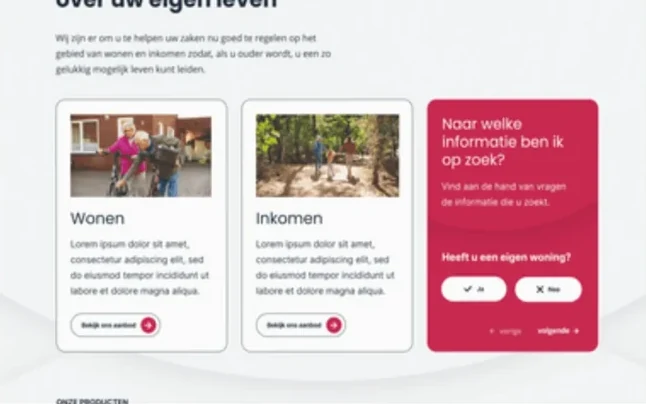 over uw eigen leven
Wij zijn er om u te helpen uw zaken nu goed te regelen op het
gebied van wonen en inkomen zodat, als u ouder wordt, u een zo
gelukkig mogelijk leven kunt leiden.
Wonen
Lorem ipsum dolor sit amet,
consectetur adipiscing elit, sed
do eiusmod tempor incididunt ut
labore et dolore magna aliqua.
Bekijk ons aanbod
Inkomen
Lorem ipsum dolor sit amet,
consectetur adipiscing elit, sed
do eiusmod tempor incididunt ut
labore et dolore magna aliqua.
Bekijk ons aanbod
Naar welke
informatie ben ik
op zoek?
Vind aan de hand van vragen
de informatie die u zoekt.
Heeft u een eigen woning?
Ja
Nee
vorige
volgende
ONZE PRODUCTEN